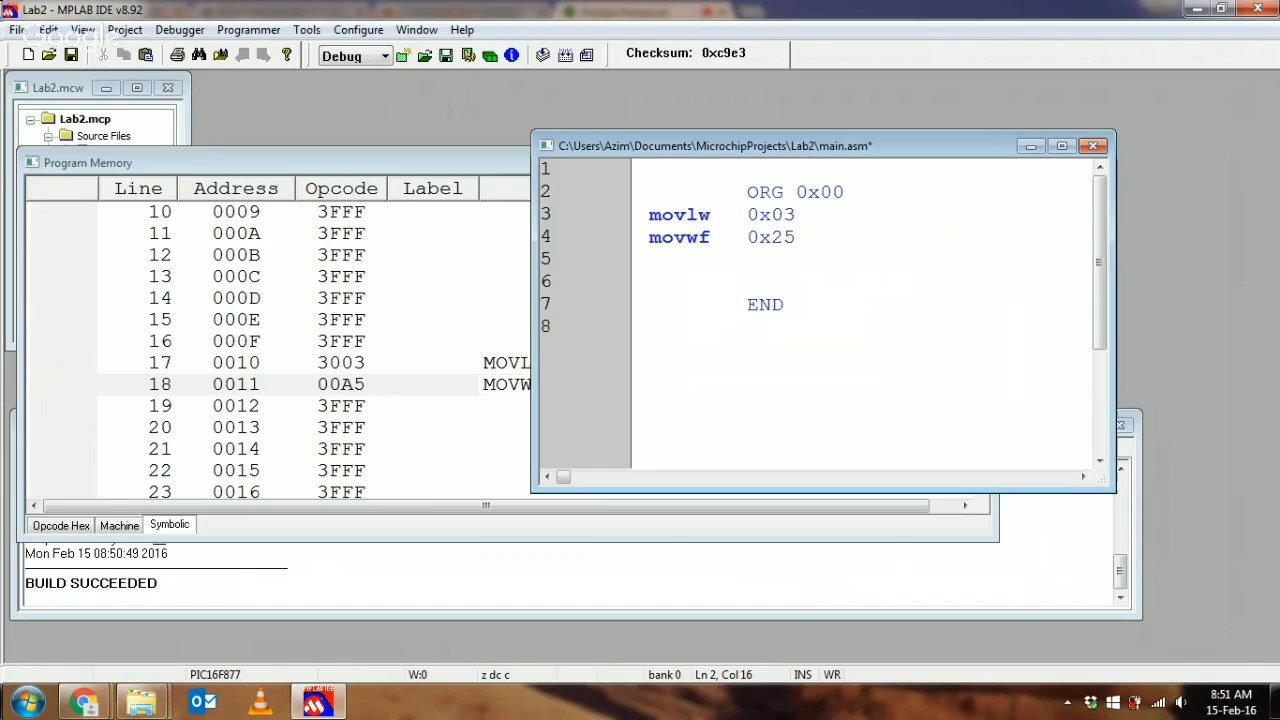 Lab2 - MPLAB IDE v8.92
File Edit View Project Debugger Programmer Tools Configure Window Help
Google
Debug
Checksum: 0xc9e3
Lab2.mcw
Lab2.mcp
Source Files
Program Memory
Line Address Opcode Label
10 0009 3FFF
11 000A 3FFF
12 000B 3FFF
13 000C 3FFF
14 000D 3FFF
15 000E 3FFF
16 000F 3FFF
17 0010 3003 MOVL
18 0011 00A5 MOVW
19 0012 3FFF
20 0013 3FFF
21 0014 3FFF
22 0015 3FFF
23 0016 3FFF
Opcode Hex Machine Symbolic
C:\Users\Azim\Documents\MicrochipProjects\Lab2\main.asm*
1
2 ORG 0x00
3 movlw 0x03
4 movwf 0x25
5
6
7 END
8
Mon Feb 15 08:50:49 2016
BUILD SUCCEEDED
PIC16F877 W:0 z dc c bank 0 Ln 2, Col 16 INS WR
8:51 AM
15-Feb-16